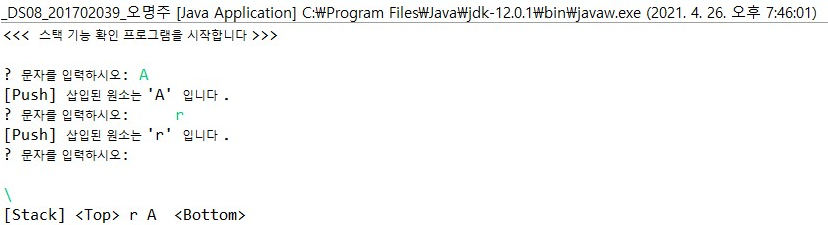 _DS08_201702039_오명주 [Java Application] C:₩Program Files₩Java₩jdk-12.0.1₩bin₩javaw.exe (2021. 4. 26. 오후 7:46:01)
<<< 스택 기능 확인 프로그램을 시작합니다 >>>
? 문자를 입력하시오: A
[Push] 삽입된 원소는 'A' 입니다 .
? 문자를 입력하시오: r
[Push] 삽입된 원소는 'r' 입니다 .
? 문자를 입력하시오:
\
[Stack] <Top> r A <Bottom>